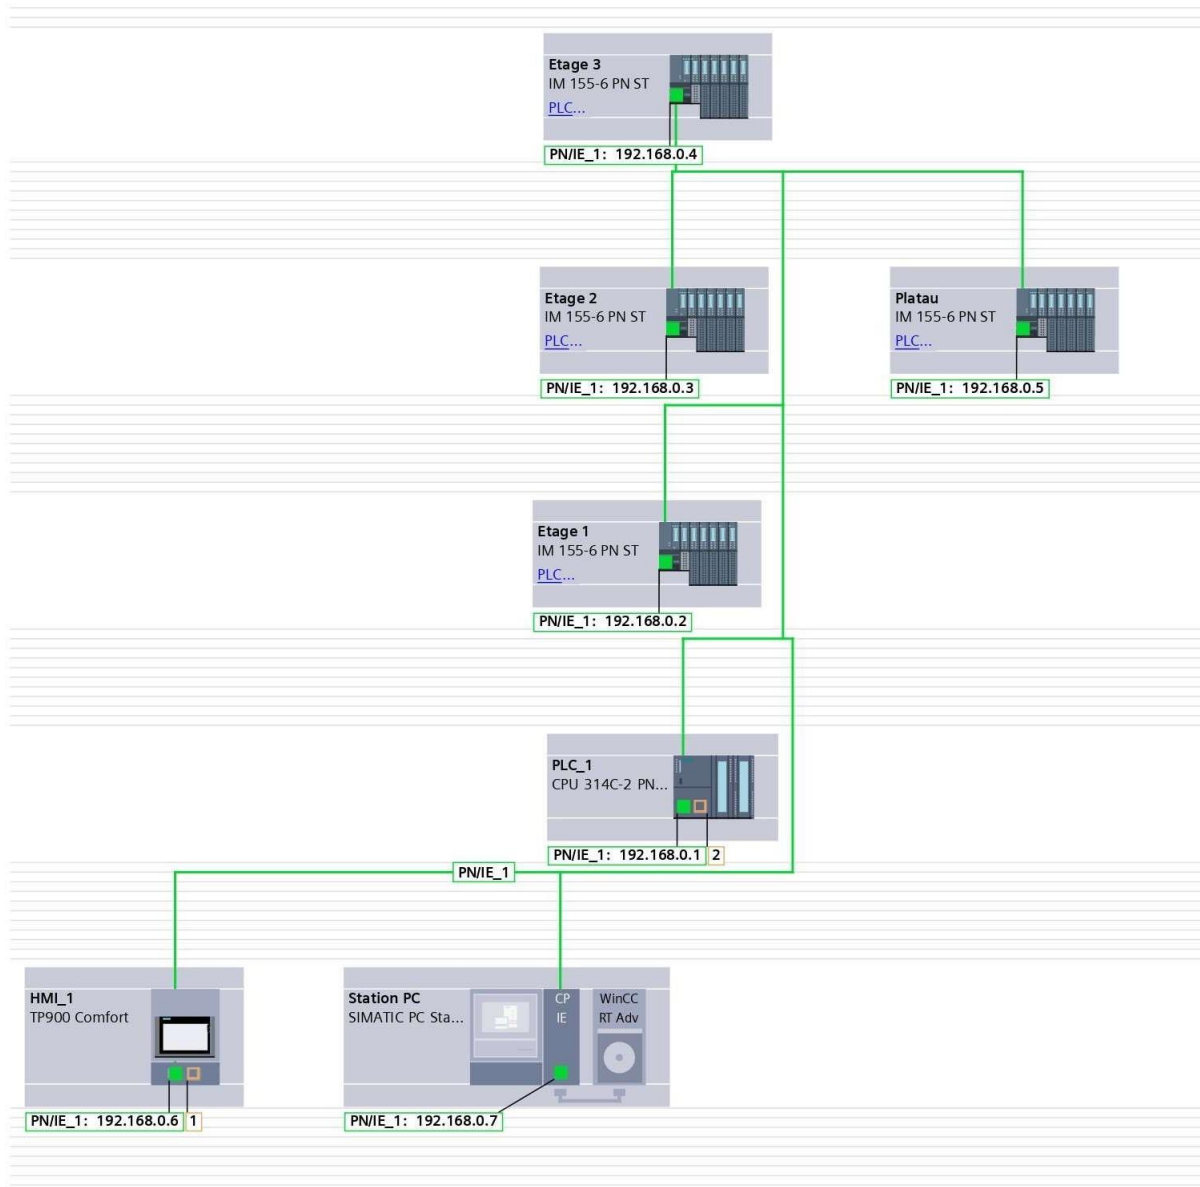 Etage 3
IM 155-6 PN ST
PLC...
PN/IE_1: 192.168.0.4
Etage 2
IM 155-6 PN ST
PLC...
PN/IE_1: 192.168.0.3
Platau
IM 155-6 PN ST
PLC...
PN/IE_1: 192.168.0.5
Etage 1
IM 155-6 PN ST
PLC...
PN/IE_1: 192.168.0.2
PLC_1
CPU 314C-2 PN...
PN/IE_1: 192.168.0.1 2
PN/IE_1
HMI_1
TP900 Comfort
PN/IE_1: 192.168.0.6 1
Station PC
SIMATIC PC Sta...
CP
IE
WinCC
RT Adv
PN/IE_1: 192.168.0.7